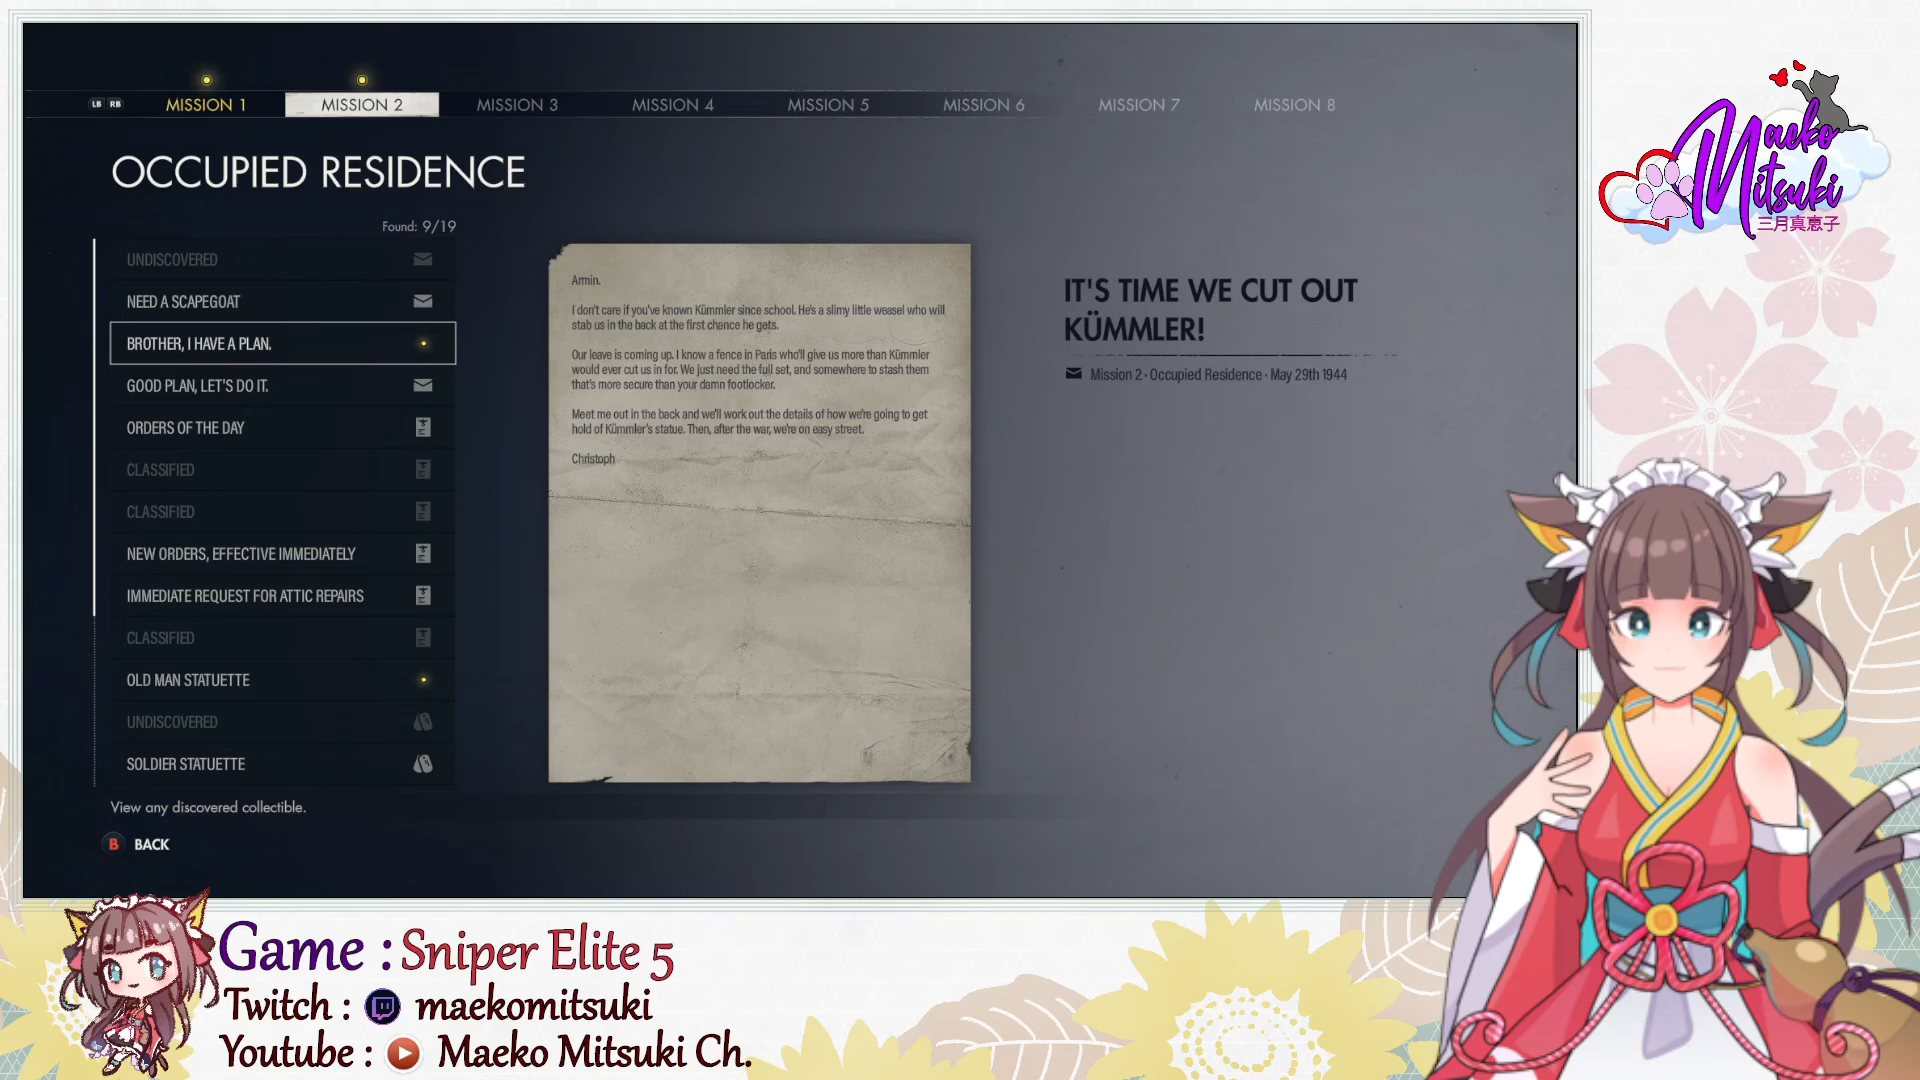 LB RB MISSION 1 MISSION 2 MISSION 3 MISSION 4 MISSION 5 MISSION 6 MISSION 7 MISSION 8
OCCUPIED RESIDENCE
Found: 9/19
UNDISCOVERED
NEED A SCAPEGOAT
BROTHER, I HAVE A PLAN.
GOOD PLAN, LET'S DO IT.
ORDERS OF THE DAY
CLASSIFIED
CLASSIFIED
NEW ORDERS, EFFECTIVE IMMEDIATELY
IMMEDIATE REQUEST FOR ATTIC REPAIRS
CLASSIFIED
OLD MAN STATUETTE
UNDISCOVERED
SOLDIER STATUETTE
View any discovered collectible.
B BACK
Armin.
I don't care if you've known Kümmler since school. He's a slimy little weasel who will
stab us in the back at the first chance he gets.
Our leave is coming up. I know a fence in Paris who'll give us more than Kümmler
would ever cut us in for. We just need the full set, and somewhere to stash them
that's more secure than your damn footlocker.
Meet me out in the back and we'll work out the details of how we're going to get
hold of Kümmler's statue. Then, after the war, we're on easy street.
Christoph
IT'S TIME WE CUT OUT
KÜMMLER!
Mission 2 · Occupied Residence · May 29th 1944
Maeko
Mitsuki
三月真恵子
Game : Sniper Elite 5
Twitch : maekomitsuki
Youtube : Maeko Mitsuki Ch.